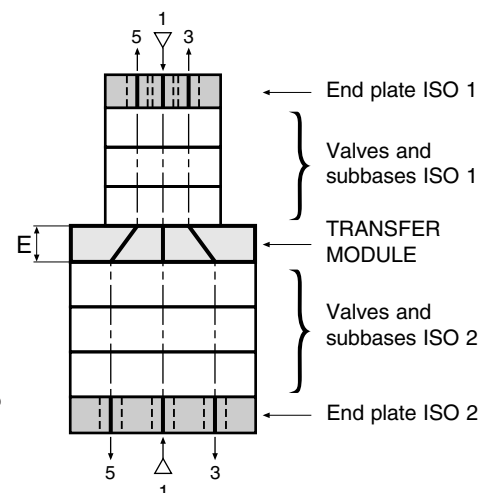 1
5 3
End plate ISO 1
Valves and
subbases ISO 1
E
TRANSFER
MODULE
Valves and
subbases ISO 2
End plate ISO 2
5 3
1